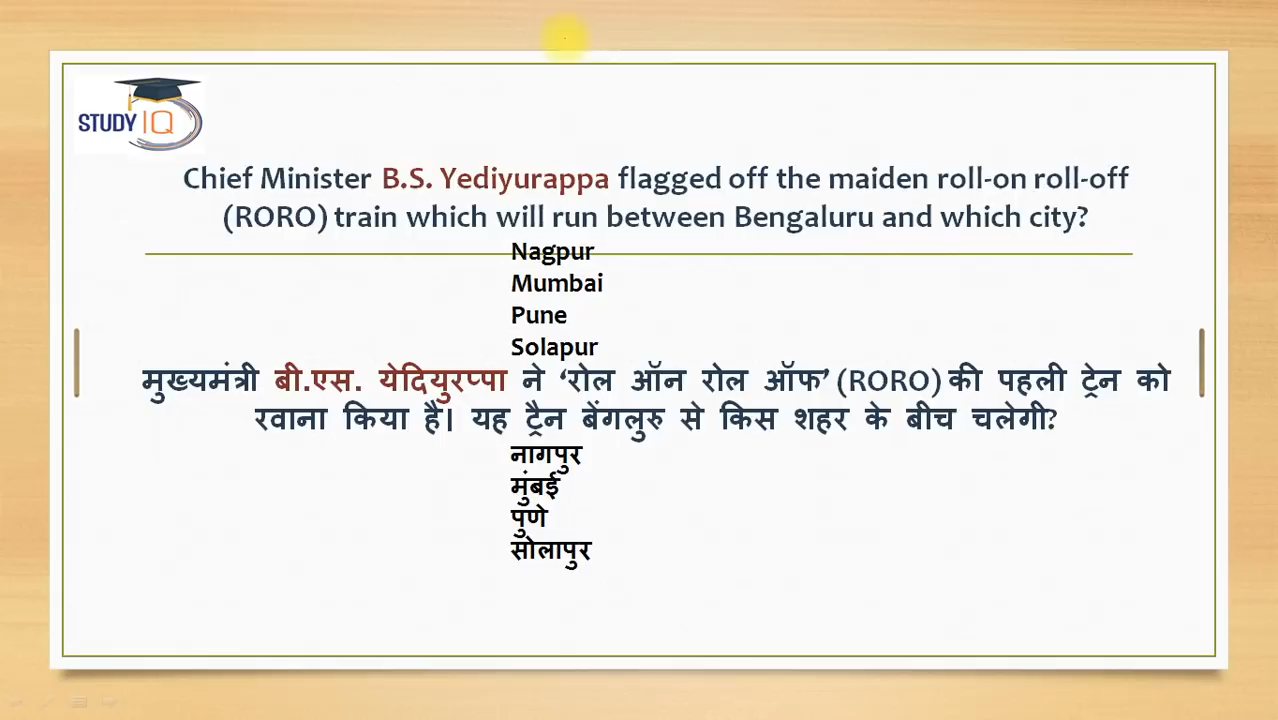 STUDY IQ
Chief Minister B.S. Yediyurappa flagged off the maiden roll-on roll-off
(RORO) train which will run between Bengaluru and which city?
Nagpur
Mumbai
Pune
Solapur
मुख्यमंत्री बी.एस. येदियुरप्पा ने ‘रोल ऑन रोल ऑफ’ (RORO) की पहली ट्रेन को
रवाना किया है। यह ट्रैन बेंगलुरु से किस शहर के बीच चलेगी?
नागपुर
मुंबई
पुणे
सोलापुर